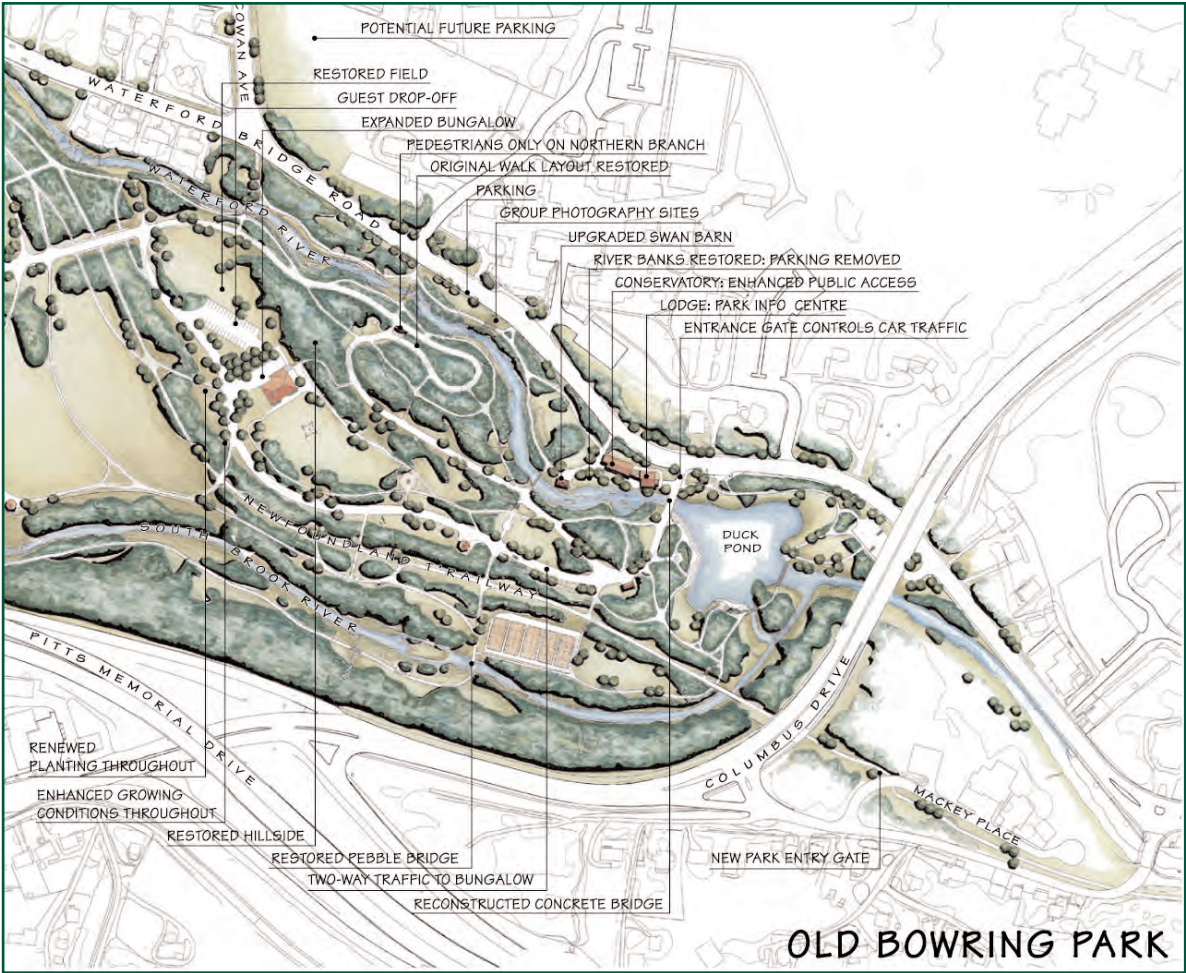 COWAN AVE
POTENTIAL FUTURE PARKING
RESTORED FIELD
GUEST DROP-OFF
EXPANDED BUNGALOW
PEDESTRIANS ONLY ON NORTHERN BRANCH
ORIGINAL WALK LAYOUT RESTORED
PARKING
GROUP PHOTOGRAPHY SITES
UPGRADED SWAN BARN
RIVER BANKS RESTORED: PARKING REMOVED
CONSERVATORY: ENHANCED PUBLIC ACCESS
LODGE: PARK INFO CENTRE
ENTRANCE GATE CONTROLS CAR TRAFFIC
WATERFORD BRIDGE ROAD
WATERFORD RIVER
DUCK
POND
NEWFOUNDLAND T'RAILWAY
SOUTH BROOK RIVER
PITTS MEMORIAL DRIVE
COLUMBUS DRIVE
MACKEY PLACE
RENEWED
PLANTING THROUGHOUT
ENHANCED GROWING
CONDITIONS THROUGHOUT
RESTORED HILLSIDE
RESTORED PEBBLE BRIDGE
TWO-WAY TRAFFIC TO BUNGALOW
RECONSTRUCTED CONCRETE BRIDGE
NEW PARK ENTRY GATE
OLD BOWRING PARK